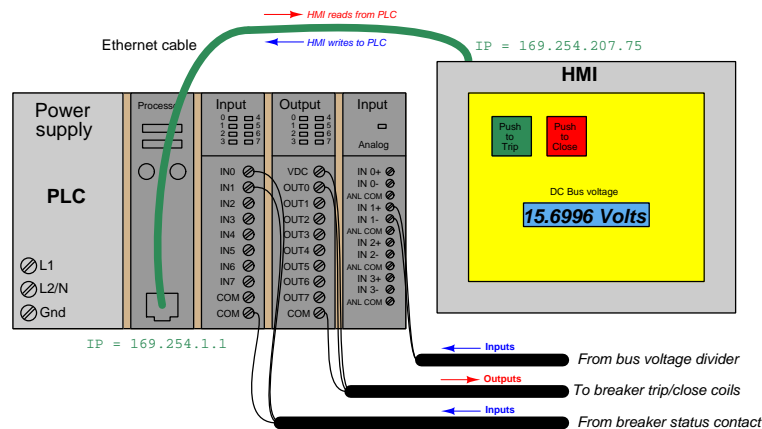 HMI reads from PLC
Ethernet cable
HMI writes to PLC
IP = 169.254.207.75
HMI
Push to Trip
Push to Close
DC Bus voltage
15.6996 Volts
Power supply
PLC
L1
L2/N
Gnd
Processor
Input
0 4
1 5
2 6
3 7
IN0
IN1
IN2
IN3
IN4
IN5
IN6
IN7
COM
COM
Output
0 4
1 5
2 6
3 7
VDC
OUT0
OUT1
OUT2
OUT3
OUT4
OUT5
OUT6
OUT7
COM
Input
Analog
IN 0+
IN 0-
ANL COM
IN 1+
IN 1-
ANL COM
IN 2+
IN 2-
ANL COM
IN 3+
IN 3-
ANL COM
IP = 169.254.1.1
Inputs
From bus voltage divider
Outputs
To breaker trip/close coils
Inputs
From breaker status contact